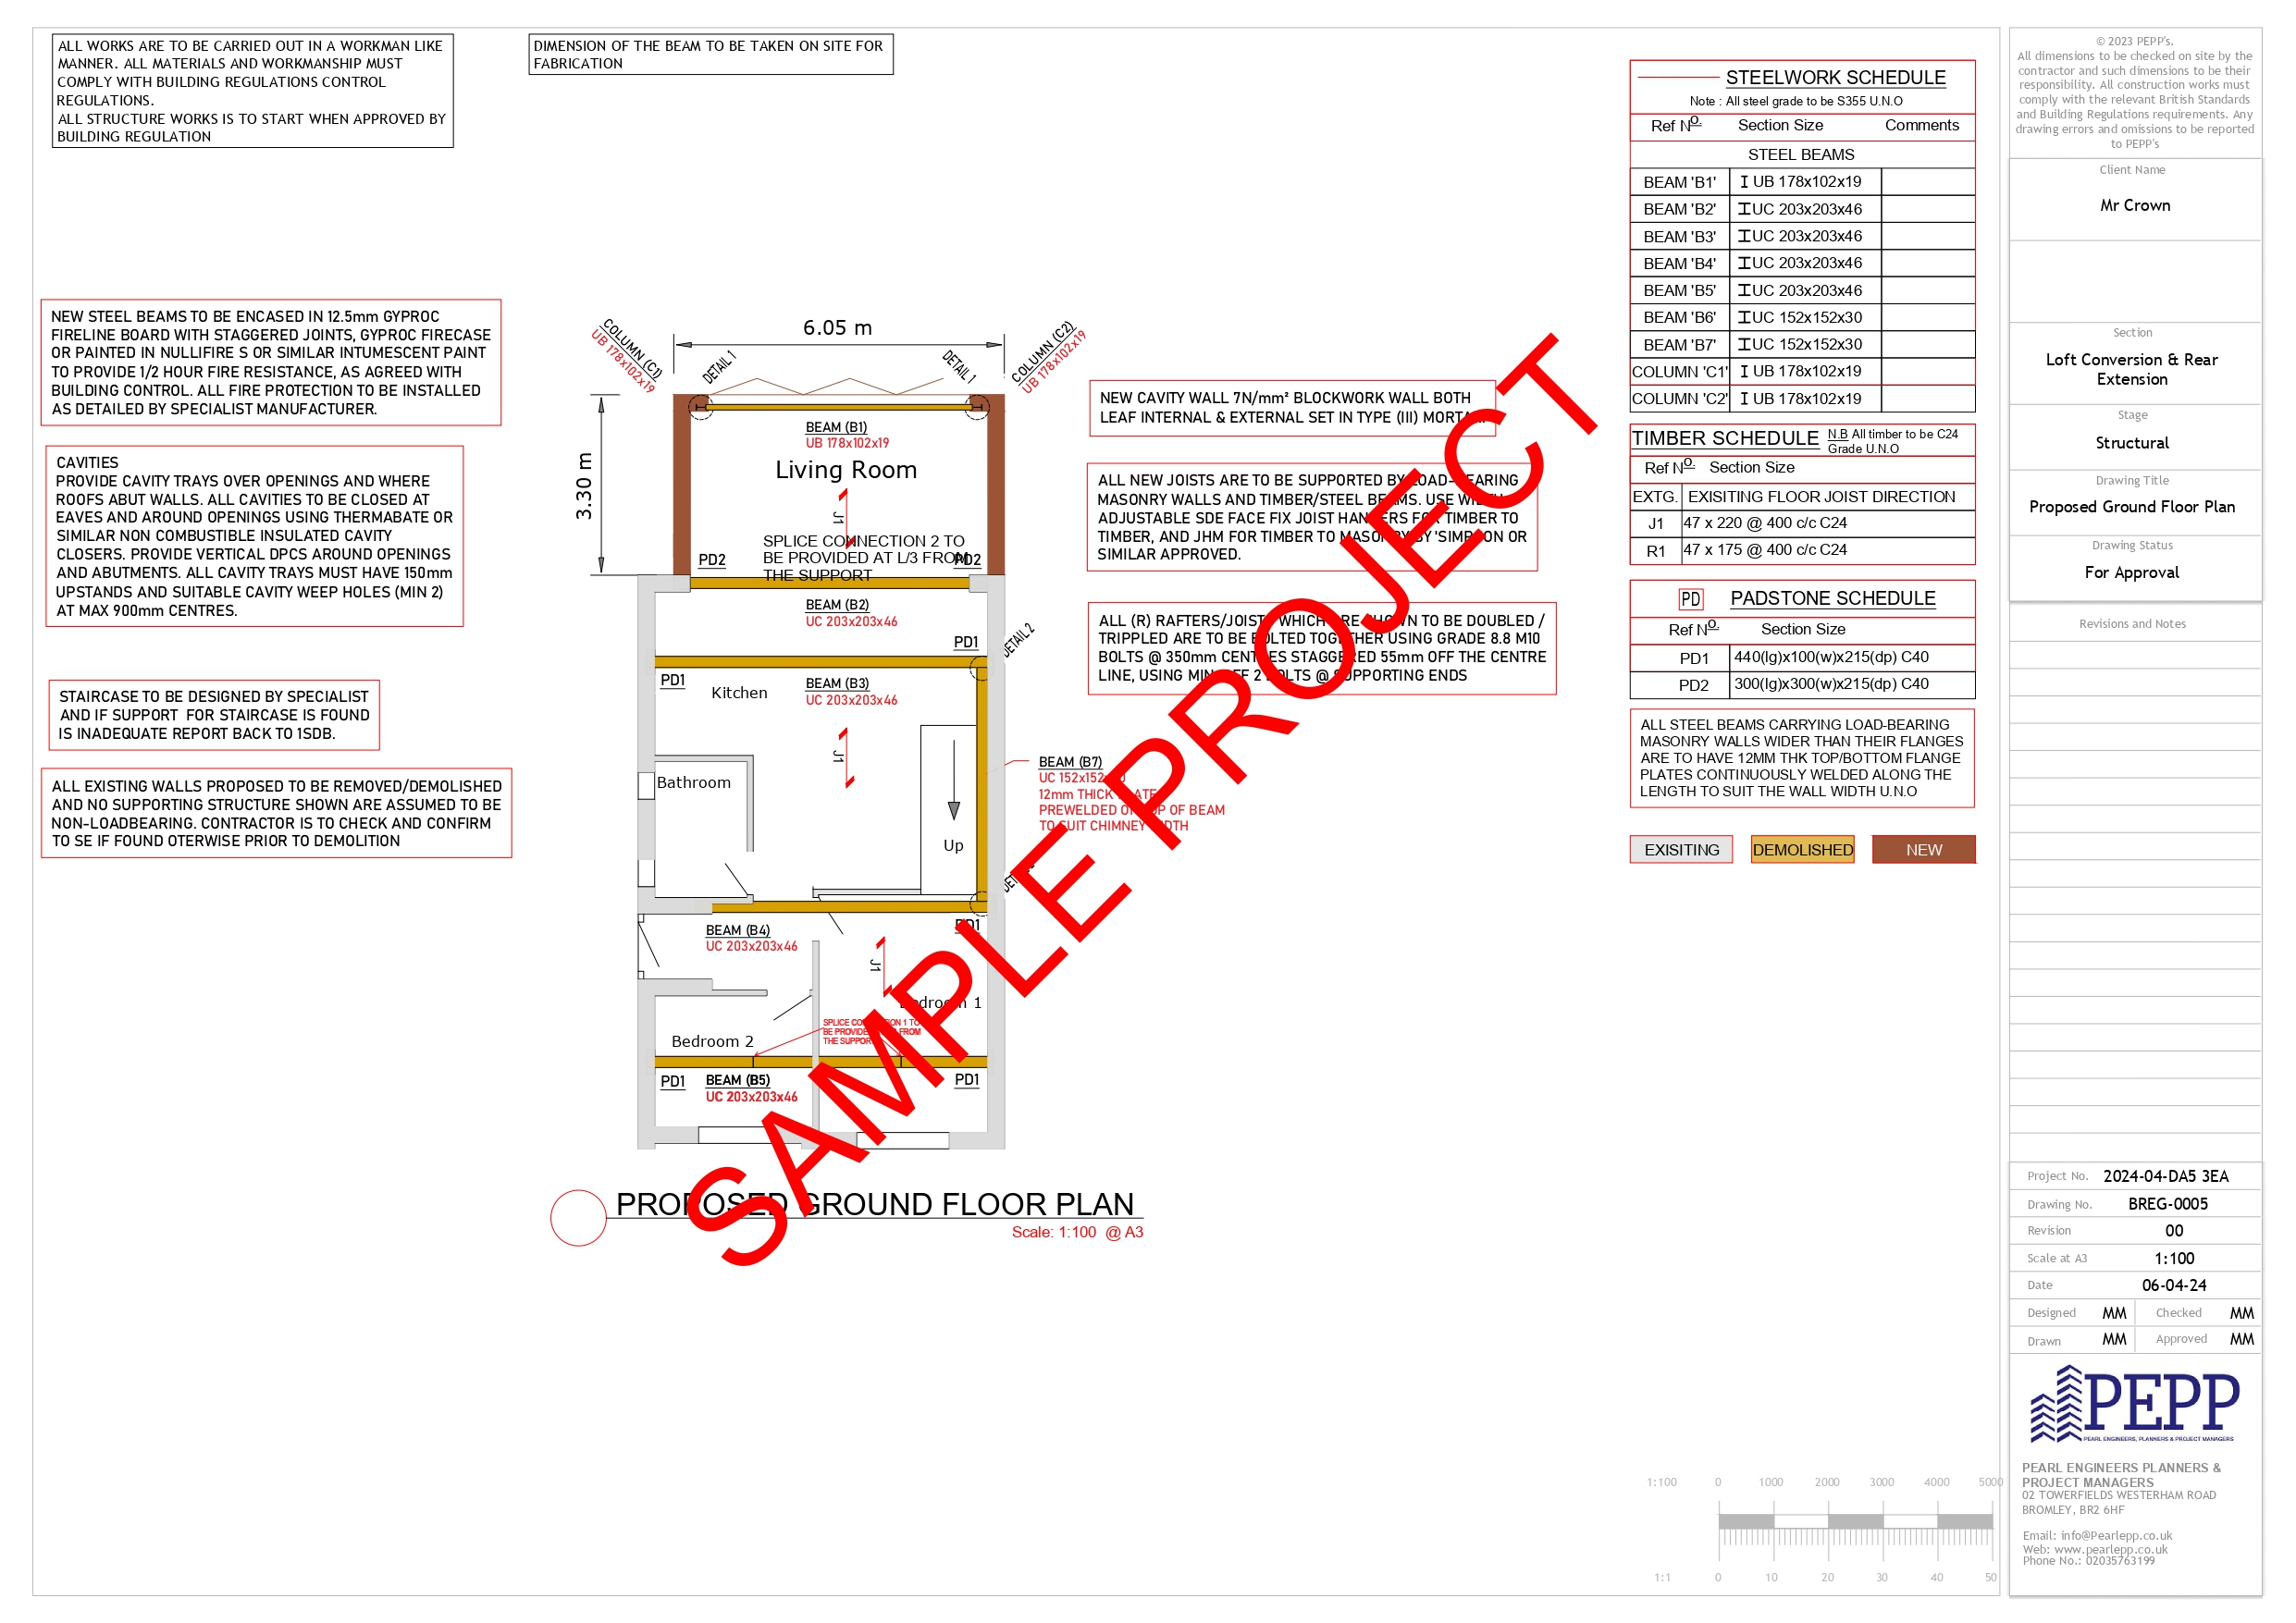 ALL WORKS ARE TO BE CARRIED OUT IN A WORKMAN LIKE
MANNER. ALL MATERIALS AND WORKMANSHIP MUST
COMPLY WITH BUILDING REGULATIONS CONTROL
REGULATIONS.
ALL STRUCTURE WORKS IS TO START WHEN APPROVED BY
BUILDING REGULATION
DIMENSION OF THE BEAM TO BE TAKEN ON SITE FOR
FABRICATION
NEW STEEL BEAMS TO BE ENCASED IN 12.5mm GYPROC
FIRELINE BOARD WITH STAGGERED JOINTS, GYPROC FIRECASE
OR PAINTED IN NULLIFIRE S OR SIMILAR INTUMESCENT PAINT
TO PROVIDE 1/2 HOUR FIRE RESISTANCE, AS AGREED WITH
BUILDING CONTROL. ALL FIRE PROTECTION TO BE INSTALLED
AS DETAILED BY SPECIALIST MANUFACTURER.
CAVITIES
PROVIDE CAVITY TRAYS OVER OPENINGS AND WHERE
ROOFS ABUT WALLS. ALL CAVITIES TO BE CLOSED AT
EAVES AND AROUND OPENINGS USING THERMABATE OR
SIMILAR NON COMBUSTIBLE INSULATED CAVITY
CLOSERS. PROVIDE VERTICAL DPCS AROUND OPENINGS
AND ABUTMENTS. ALL CAVITY TRAYS MUST HAVE 150mm
UPSTANDS AND SUITABLE CAVITY WEEP HOLES (MIN 2)
AT MAX 900mm CENTRES.
STAIRCASE TO BE DESIGNED BY SPECIALIST
AND IF SUPPORT FOR STAIRCASE IS FOUND
IS INADEQUATE REPORT BACK TO 1SDB.
ALL EXISTING WALLS PROPOSED TO BE REMOVED/DEMOLISHED
AND NO SUPPORTING STRUCTURE SHOWN ARE ASSUMED TO BE
NON-LOADBEARING. CONTRACTOR IS TO CHECK AND CONFIRM
TO SE IF FOUND OTERWISE PRIOR TO DEMOLITION
6.05 m
3.30 m
COLUMN (C1)
UB 178x102x19
DETAIL 1
DETAIL 1
COLUMN (C2)
UB 178x102x19
BEAM (B1)
UB 178x102x19
Living Room
J1
SPLICE CONNECTION 2 TO
BE PROVIDED AT L/3 FROM
THE SUPPORT
PD2
PD2
BEAM (B2)
UC 203x203x46
PD1
DETAIL 2
PD1
Kitchen
BEAM (B3)
UC 203x203x46
J1
Bathroom
Up
BEAM (B7)
UC 152x152
12mm THICK PLATE
PREWELDED ON TOP OF BEAM
TO SUIT CHIMNEY WIDTH
BEAM (B4)
UC 203x203x46
PD1
J1
Bedroom 1
SPLICE CONNECTION 1 TO
BE PROVIDED FROM
THE SUPPORT
Bedroom 2
PD1
BEAM (B5)
UC 203x203x46
PD1
PROPOSED GROUND FLOOR PLAN
Scale: 1:100 @ A3
SAMPLE PROJECT
NEW CAVITY WALL 7N/mm² BLOCKWORK WALL BOTH
LEAF INTERNAL & EXTERNAL SET IN TYPE (III) MORTAR
ALL NEW JOISTS ARE TO BE SUPPORTED BY LOAD-BEARING
MASONRY WALLS AND TIMBER/STEEL BEAMS. USE WIDTH
ADJUSTABLE SDE FACE FIX JOIST HANGERS FOR TIMBER TO
TIMBER, AND JHM FOR TIMBER TO MASONRY BY 'SIMPSON OR
SIMILAR APPROVED.
ALL (R) RAFTERS/JOISTS WHICH ARE SHOWN TO BE DOUBLED /
TRIPPLED ARE TO BE BOLTED TOGETHER USING GRADE 8.8 M10
BOLTS @ 350mm CENTRES STAGGERED 55mm OFF THE CENTRE
LINE, USING MIN OF 2 BOLTS @ SUPPORTING ENDS
STEELWORK SCHEDULE
Note : All steel grade to be S355 U.N.O
Ref Nº. Section Size Comments
STEEL BEAMS
BEAM 'B1' UB 178x102x19
BEAM 'B2' UC 203x203x46
BEAM 'B3' UC 203x203x46
BEAM 'B4' UC 203x203x46
BEAM 'B5' UC 203x203x46
BEAM 'B6' UC 152x152x30
BEAM 'B7' UC 152x152x30
COLUMN 'C1' UB 178x102x19
COLUMN 'C2' UB 178x102x19
TIMBER SCHEDULE N.B All timber to be C24
Grade U.N.O
Ref Nº. Section Size
EXTG. EXISITING FLOOR JOIST DIRECTION
J1 47 x 220 @ 400 c/c C24
R1 47 x 175 @ 400 c/c C24
PD PADSTONE SCHEDULE
Ref Nº. Section Size
PD1 440(lg)x100(w)x215(dp) C40
PD2 300(lg)x300(w)x215(dp) C40
ALL STEEL BEAMS CARRYING LOAD-BEARING
MASONRY WALLS WIDER THAN THEIR FLANGES
ARE TO HAVE 12MM THK TOP/BOTTOM FLANGE
PLATES CONTINUOUSLY WELDED ALONG THE
LENGTH TO SUIT THE WALL WIDTH U.N.O
EXISITING DEMOLISHED NEW
1:100 0 1000 2000 3000 4000 5000
1:1 0 10 20 30 40 50
© 2023 PEPP's.
All dimensions to be checked on site by the
contractor and such dimensions to be their
responsibility. All construction works must
comply with the relevant British Standards
and Building Regulations requirements. Any
drawing errors and omissions to be reported
to PEPP's
Client Name
Mr Crown
Section
Loft Conversion & Rear
Extension
Stage
Structural
Drawing Title
Proposed Ground Floor Plan
Drawing Status
For Approval
Revisions and Notes
Project No. 2024-04-DA5 3EA
Drawing No. BREG-0005
Revision 00
Scale at A3 1:100
Date 06-04-24
Designed MM Checked MM
Drawn MM Approved MM
PEPP
PEARL ENGINEERS, PLANNERS & PROJECT MANAGERS
PEARL ENGINEERS PLANNERS &
PROJECT MANAGERS
02 TOWERFIELDS WESTERHAM ROAD
BROMLEY, BR2 6HF
Email: info@Pearlepp.co.uk
Web: www.pearlepp.co.uk
Phone No.: 02035763199